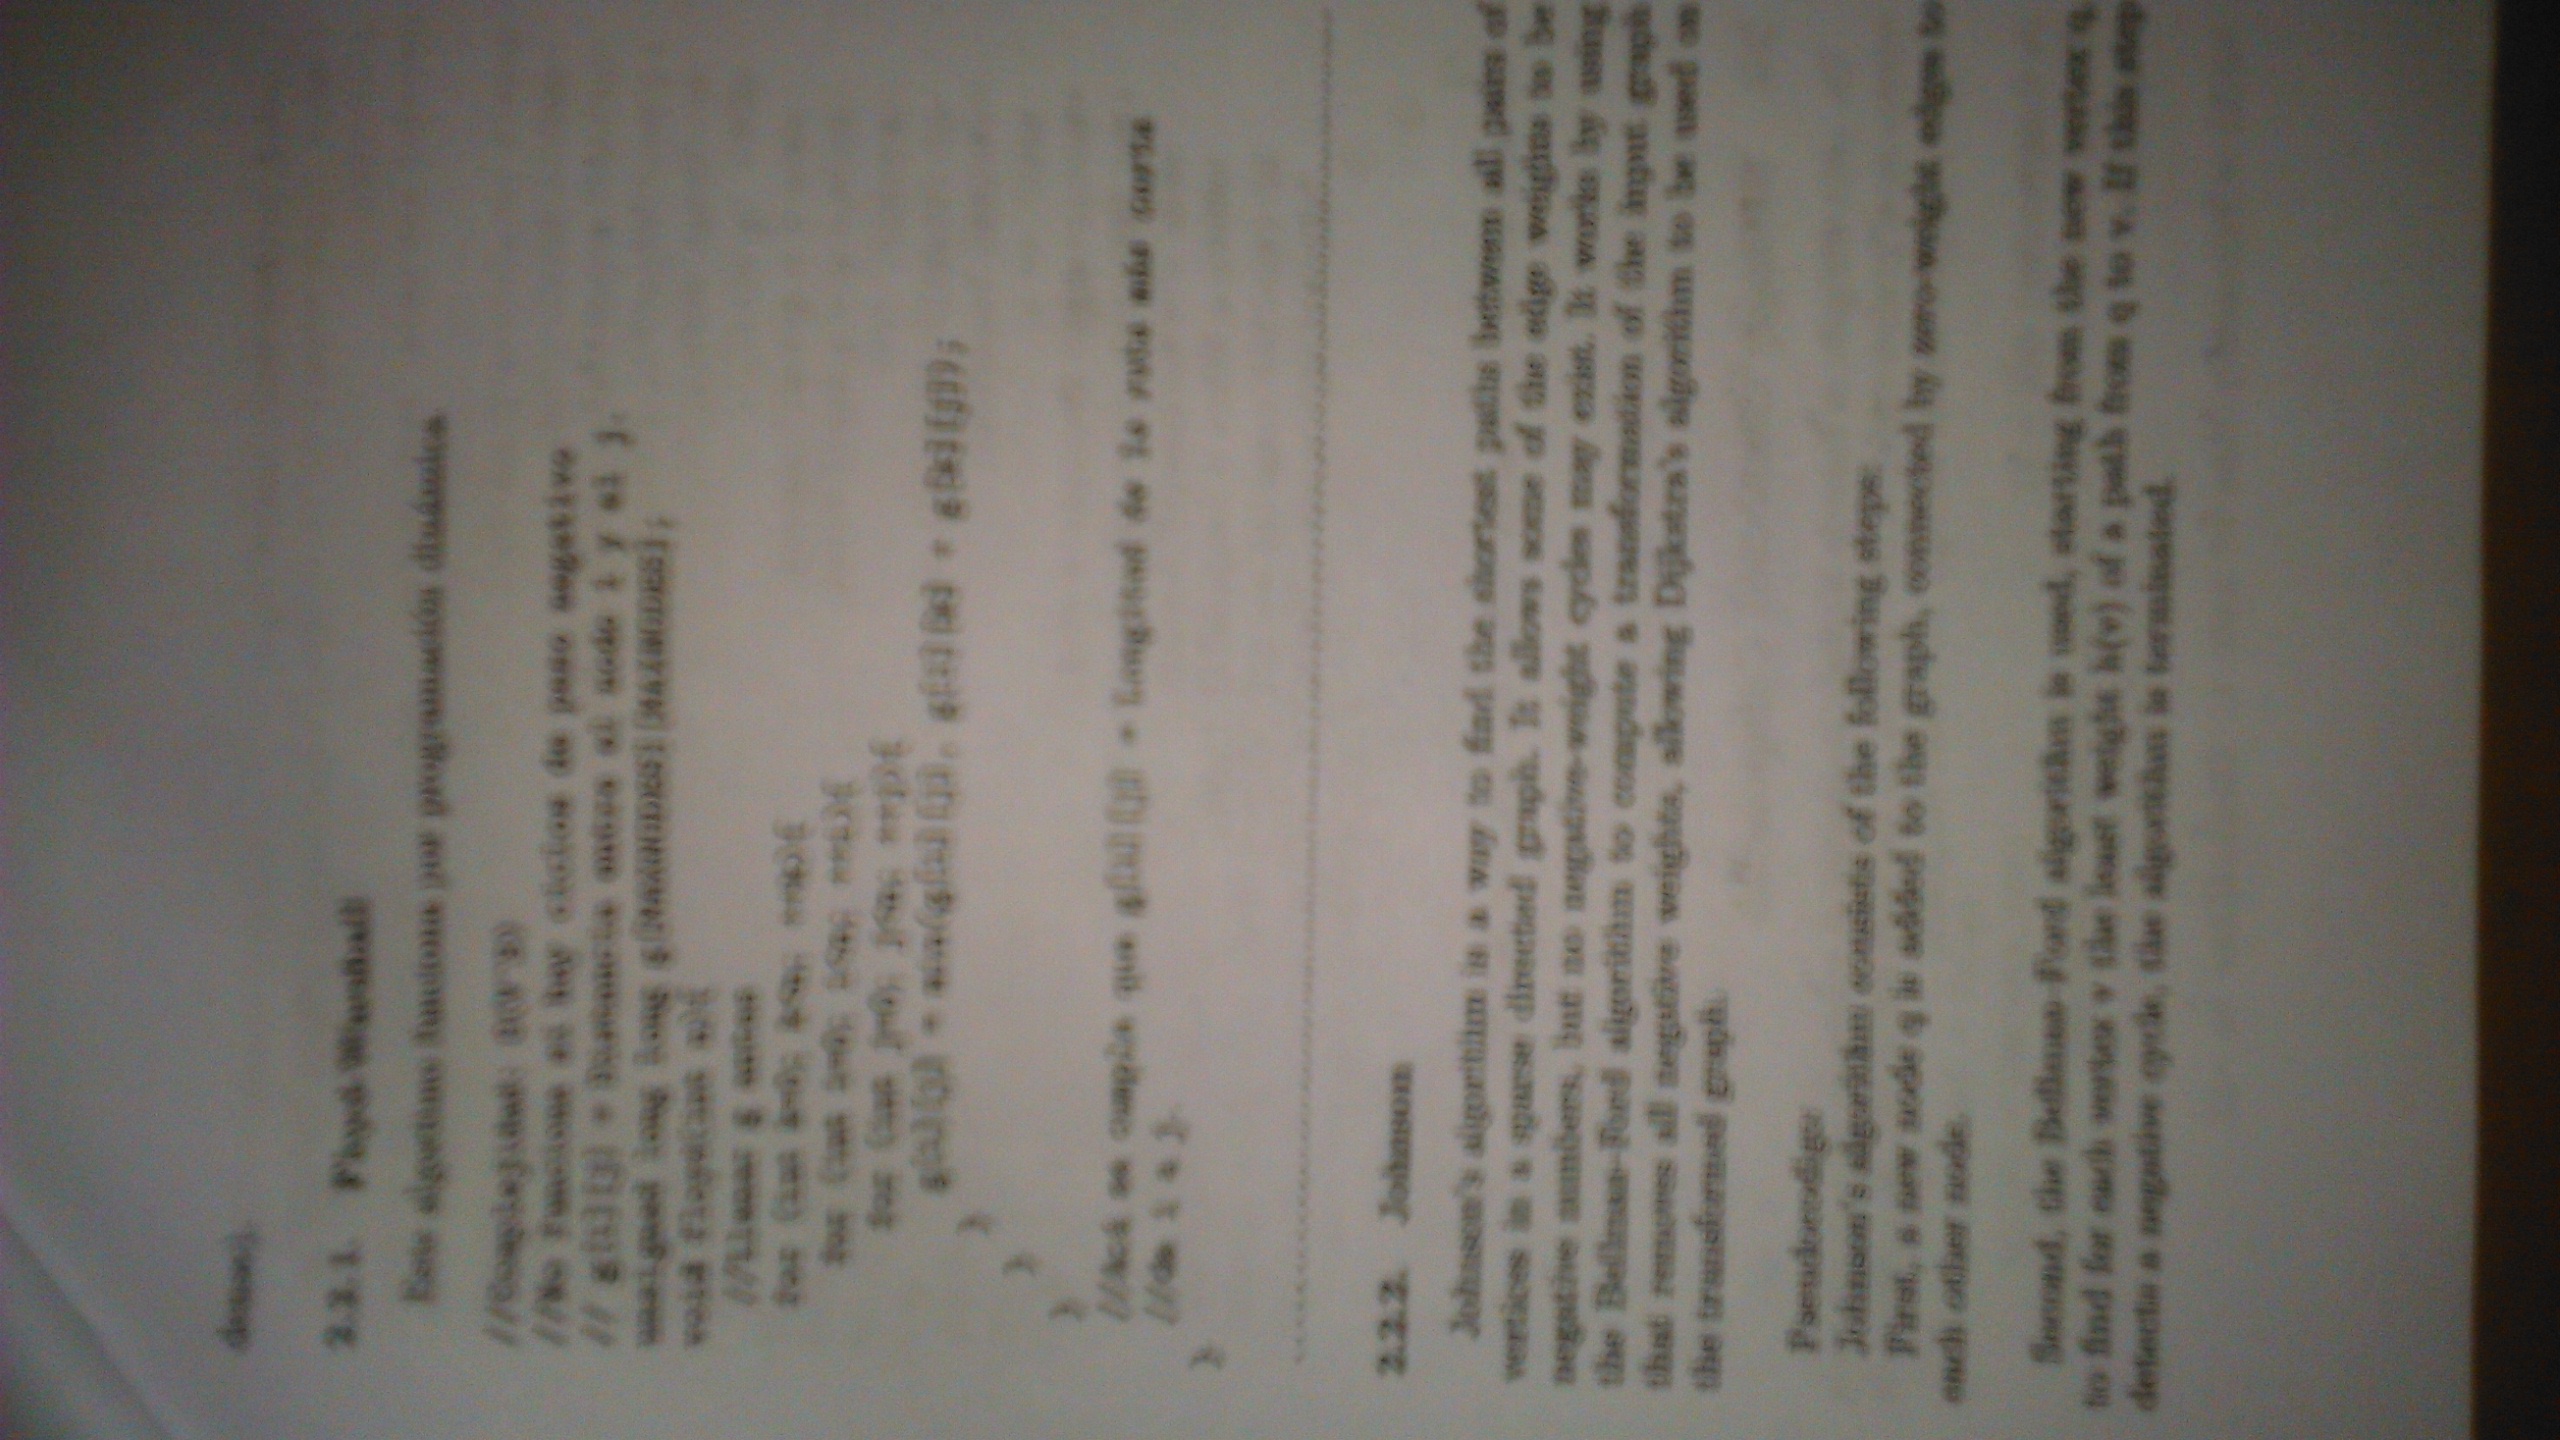 dense).
2.2.1. Floyd-Warshall
Este algoritmo funciona por programación dinámica.
//Complejidad: O(V^3)
//No funciona si hay ciclos de peso negativo
// g[i][j] = Distancia entre el nodo i y el j.
unsigned long long g[MAXNODES][MAXNODES];
void floyd(int n){
//Llenar g antes
for (int k=0; k<n; ++k){
for (int i=0; i<n; ++i){
for (int j=0; j<n; ++j){
g[i][j] = min(g[i][j], g[i][k] + g[k][j]);
}
}
}
//Acá se cumple que g[i][j] = Longitud de la ruta más corta
//de i a j.
}
2.2.2. Johnson
Johnson's algorithm is a way to find the shortest paths between all pairs of
vertices in a sparse directed graph. It allows some of the edge weights to be
negative numbers, but no negative-weight cycles may exist. It works by using
the Bellman–Ford algorithm to compute a transformation of the input graph
that removes all negative weights, allowing Dijkstra's algorithm to be used on
the transformed graph.
Johnson's algorithm consists of the following steps:
First, a new node q is added to the graph, connected by zero-weight edges to
each other node.
Second, the Bellman–Ford algorithm is used, starting from the new vertex q,
to find for each vertex v the least weight h(v) of a path from q to v. If this step
detects a negative cycle, the algorithm is terminated.